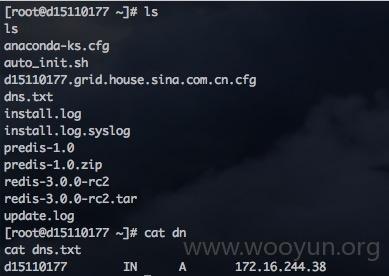 [root@d15110177 ~]# ls
ls
anaconda-ks.cfg
auto_init.sh
d15110177.grid.house.sina.com.cn.cfg
dns.txt
install.log
install.log.syslog
predis-1.0
predis-1.0.zip
redis-3.0.0-rc2
redis-3.0.0-rc2.tar
update.log
[root@d15110177 ~]# cat dn
cat dns.txt
d15110177 IN A 172.16.244.38
www.wooyun.org